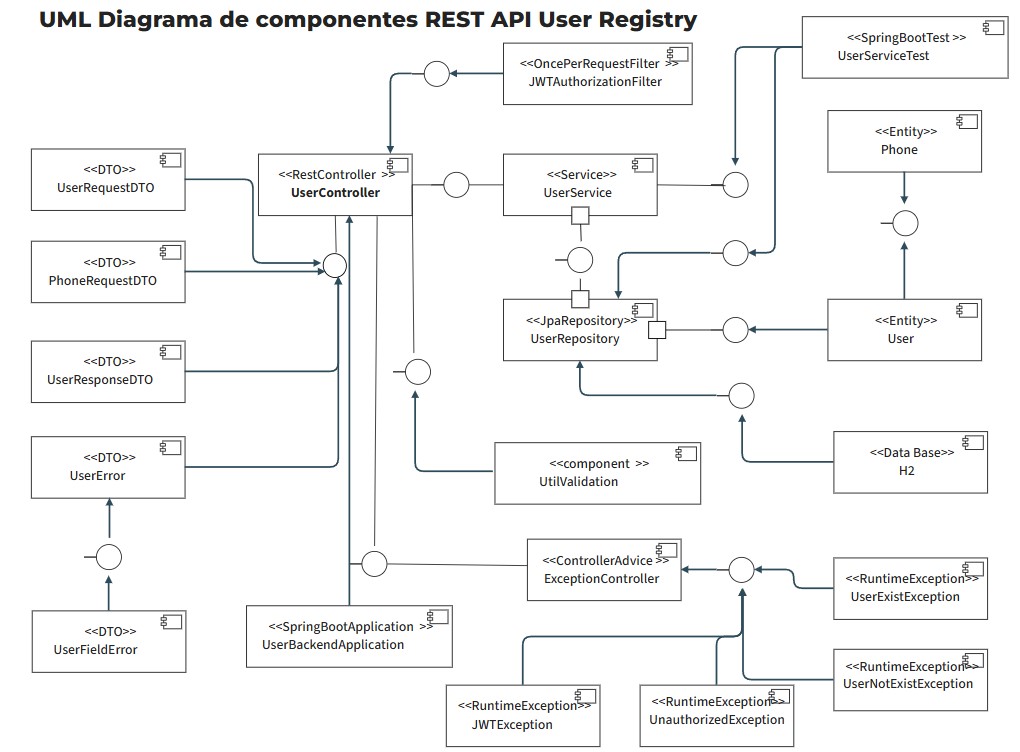 UML Diagrama de componentes REST API User Registry
<<SpringBootTest >>
UserServiceTest
<<OncePerRequestFilter >>
JWTAuthorizationFilter
<<Entity>>
Phone
<<DTO>>
UserRequestDTO
<<RestController >>
UserController
<<Service>>
UserService
<<DTO>>
PhoneRequestDTO
<<JpaRepository>>
UserRepository
<<Entity>>
User
<<DTO>>
UserResponseDTO
<<DTO>>
UserError
<<component >>
UtilValidation
<<Data Base>>
H2
<<ControllerAdvice >>
ExceptionController
<<RuntimeException>>
UserExistException
<<DTO>>
UserFieldError
<<SpringBootApplication >>
UserBackendApplication
<<RuntimeException>>
UserNotExistException
<<RuntimeException>>
JWTException
<<RuntimeException>>
UnauthorizedException